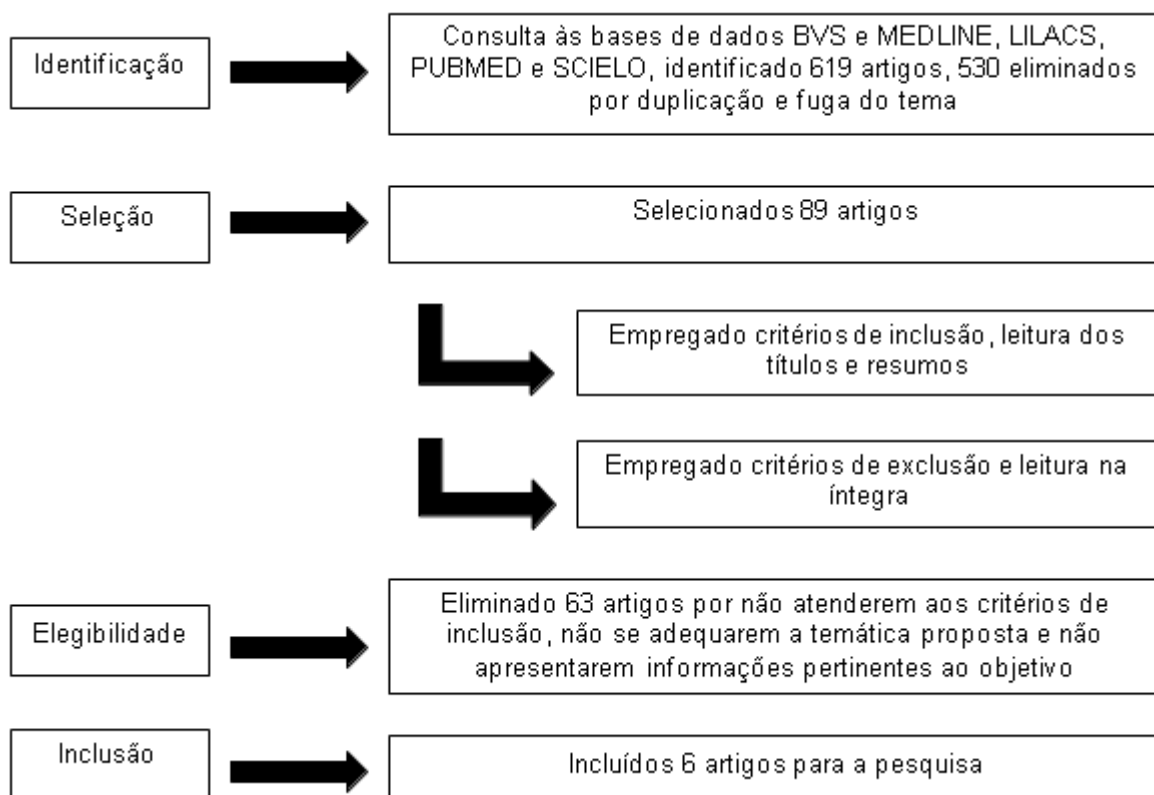 Identificação
Consulta às bases de dados BVS e MEDLINE, LILACS,
PUBMED e SCIELO, identificado 619 artigos, 530 eliminados
por duplicação e fuga do tema
Seleção
Selecionados 89 artigos
Empregado critérios de inclusão, leitura dos
títulos e resumos
Empregado critérios de exclusão e leitura na
íntegra
Elegibilidade
Eliminado 63 artigos por não atenderem aos critérios de
inclusão, não se adequarem a temática proposta e não
apresentarem informações pertinentes ao objetivo
Inclusão
Incluídos 6 artigos para a pesquisa